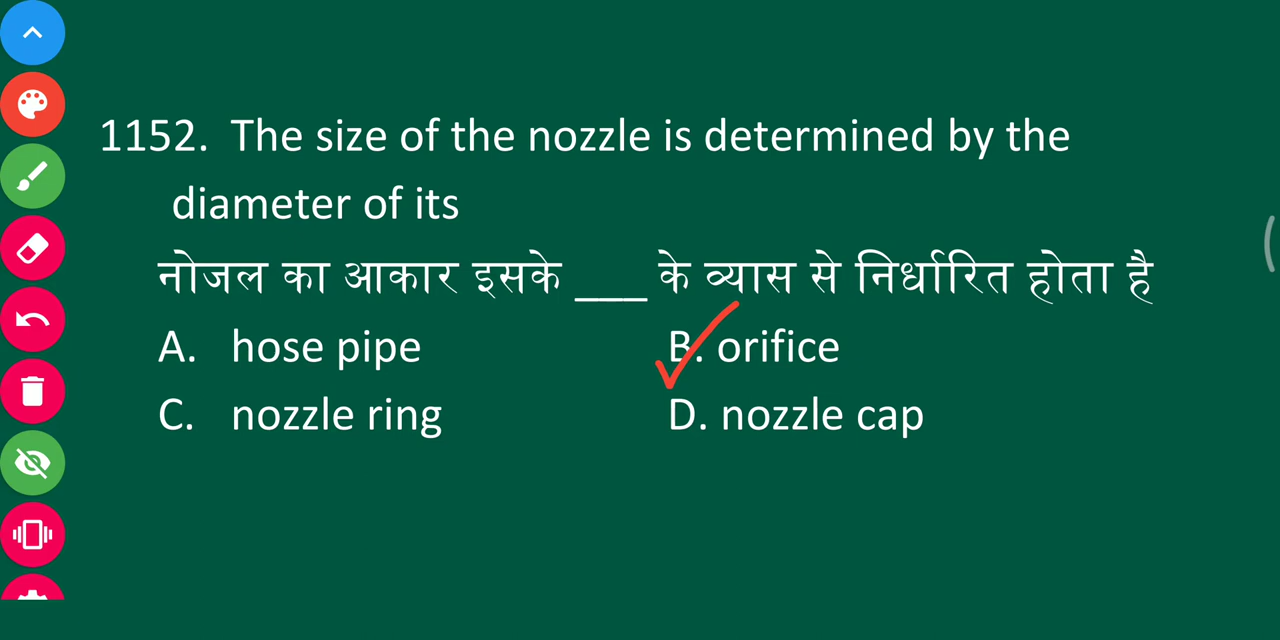 1152. The size of the nozzle is determined by the
diameter of its
नोजल का आकार इसके ___ के व्यास से निर्धारित होता है
A. hose pipe B. orifice
C. nozzle ring D. nozzle cap